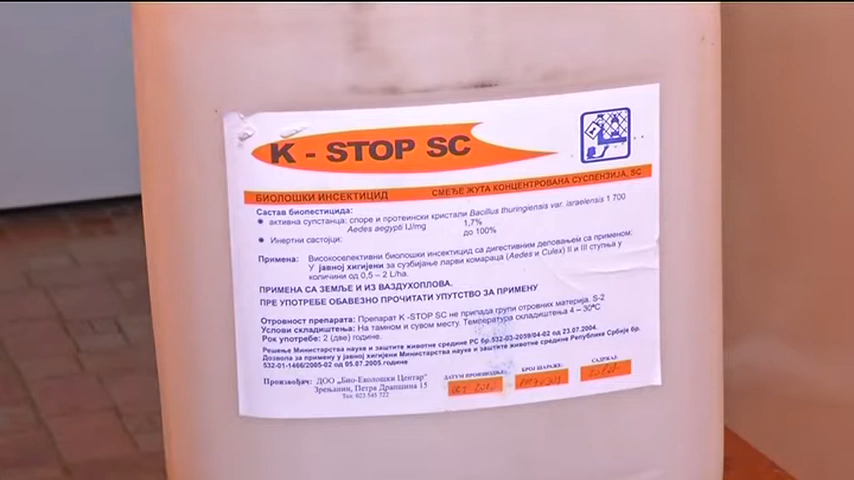 K - STOP SC
БИОЛОШКИ ИНСЕКТИЦИД
СМЕЂЕ ЖУТА КОНЦЕНТРОВАНА СУСПЕНЗИЈА, SC
Састав биопестицида:
активна супстанца: споре и протеински кристали Bacillus thuringiensis var. israelensis 1 700
Aedes aegypti IJ/mg 1,7%
Инертни састојци: до 100%
Примена: Високоселективни биолошки инсектицид са дигестивним деловањем са применом:
У јавној хигијени за сузбијање ларви комараца (Aedes и Culex) II и III ступња у
количини од 0,5 – 2 L/ha.
ПРИМЕНА СА ЗЕМЉЕ И ИЗ ВАЗДУХОПЛОВА.
ПРЕ УПОТРЕБЕ ОБАВЕЗНО ПРОЧИТАТИ УПУТСТВО ЗА ПРИМЕНУ
Отровност препарата: Препарат K -STOP SC не припада групи отровних материја. S-2
Услови складиштења: На тамном и сувом месту. Температура складиштења 4 – 30°C
Рок употребе: 2 (две) године.
Решење Министарства науке и заштите животне средине РС бр.532-03-2059/04-02 од 23.07.2004.
Дозвола за примену у јавној хигијени Министарства науке и заштите животне средине Републике Србије бр.
532-01-1466/2005-02 од 05.07.2005.године
Произвођач: ДОО „Био-Еколошки Центар"
Зрењанин, Петра Драпшина 15
Тел. 023 545 722
ДАТУМ ПРОИЗВОДЊЕ:
БРОЈ ШАРЖЕ:
САДРЖАЈ: